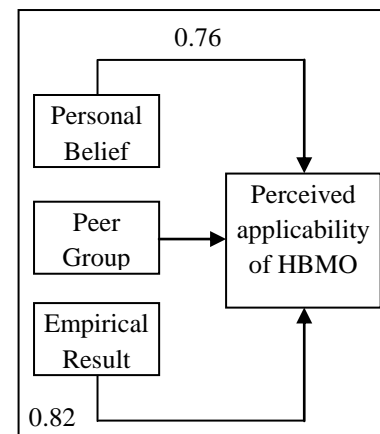 0.76
Personal
Belief
Peer
Group
Empirical
Result
Perceived
applicability
of HBMO
0.82